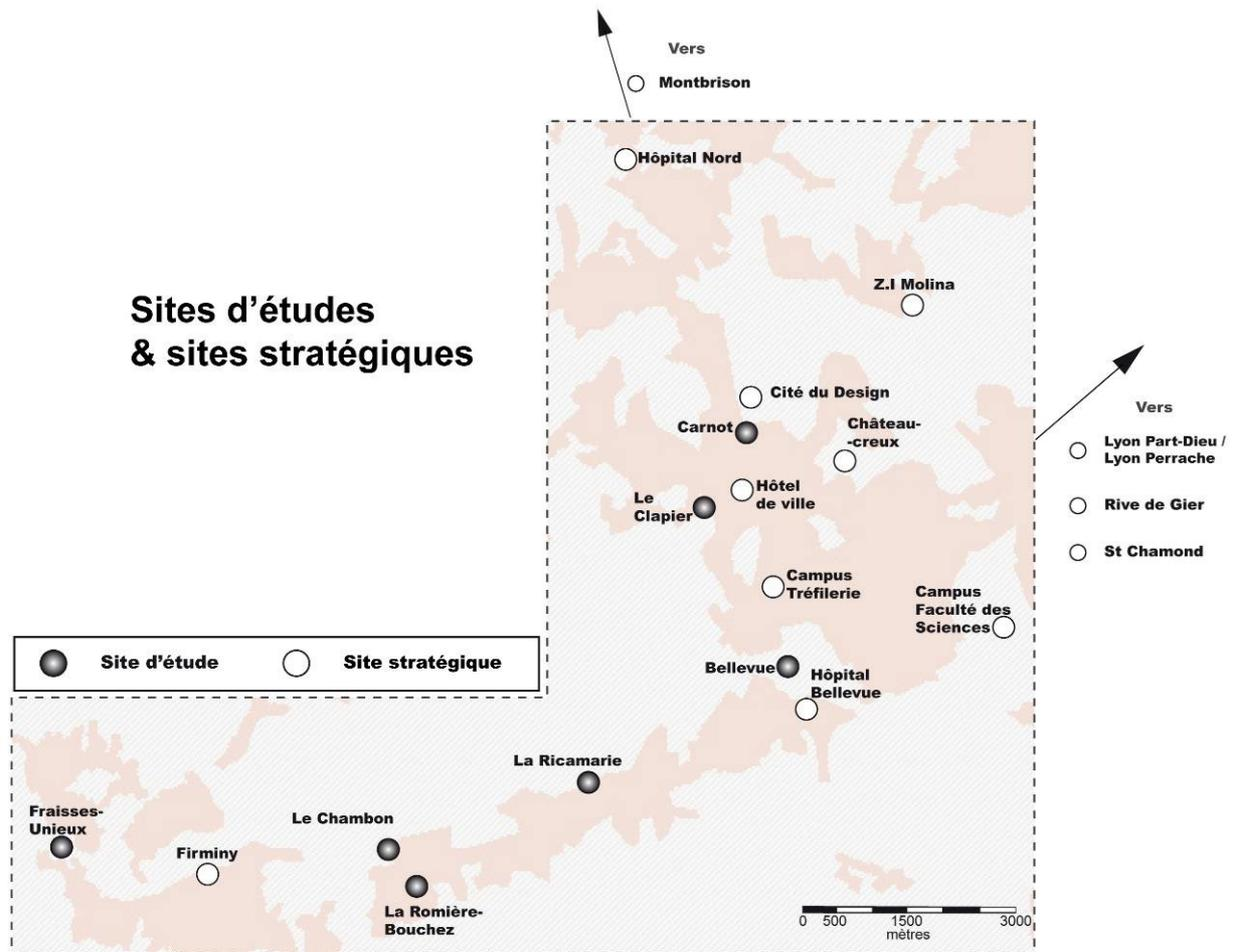 Vers
Montbrison
Hôpital Nord
Z.I Molina
Sites d'études
& sites stratégiques
Cité du Design
Carnot
Château-
-creux
Vers
Lyon Part-Dieu /
Lyon Perrache
Rive de Gier
St Chamond
Hôtel
de ville
Le
Clapier
Campus
Tréfilerie
Campus
Faculté des
Sciences
Site d'étude
Site stratégique
Bellevue
Hôpital
Bellevue
La Ricamarie
Fraisses-
Unieux
Le Chambon
Firminy
La Romière-
Bouchez
0 500 1500 3000
mètres